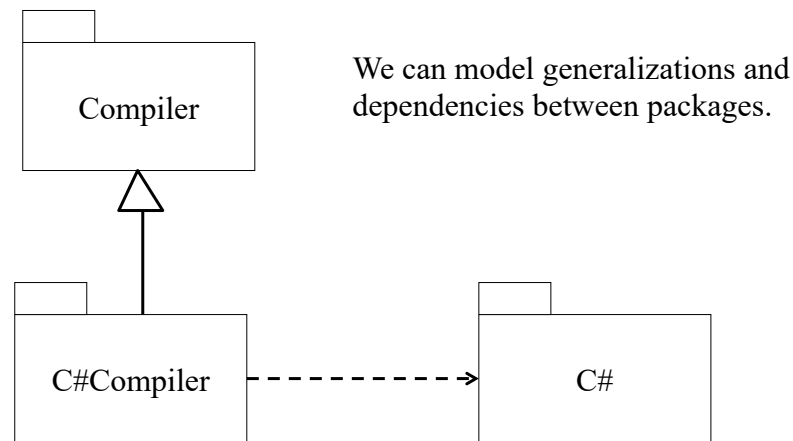 Compiler
We can model generalizations and
dependencies between packages.
C#Compiler
C#